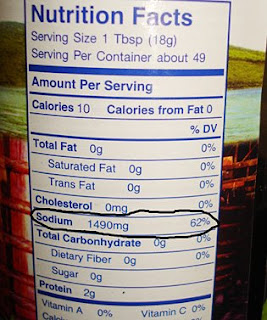 Nutrition Facts
Serving Size 1 Tbsp (18g)
Serving Per Container about 49
Amount Per Serving
Calories 10 Calories from Fat 0
% DV
Total Fat 0g 0%
Saturated Fat 0g 0%
Trans Fat 0g 0%
Cholesterol 0mg 0%
Sodium 1490mg 62%
Total Carbonhydrate 0g 0%
Dietary Fiber 0g 0%
Sugar 0g
Protein 2g
Vitamin A 0% Vitamin C 0%